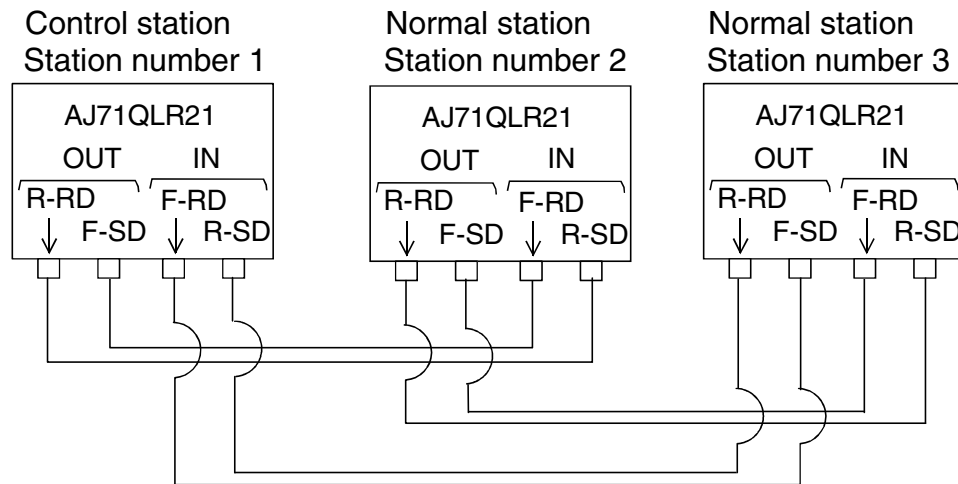 Control station
Station number 1
Normal station
Station number 2
Normal station
Station number 3
AJ71QLR21
OUT IN
R-RD F-RD
F-SD R-SD
AJ71QLR21
OUT IN
R-RD F-RD
F-SD R-SD
AJ71QLR21
OUT IN
R-RD F-RD
F-SD R-SD